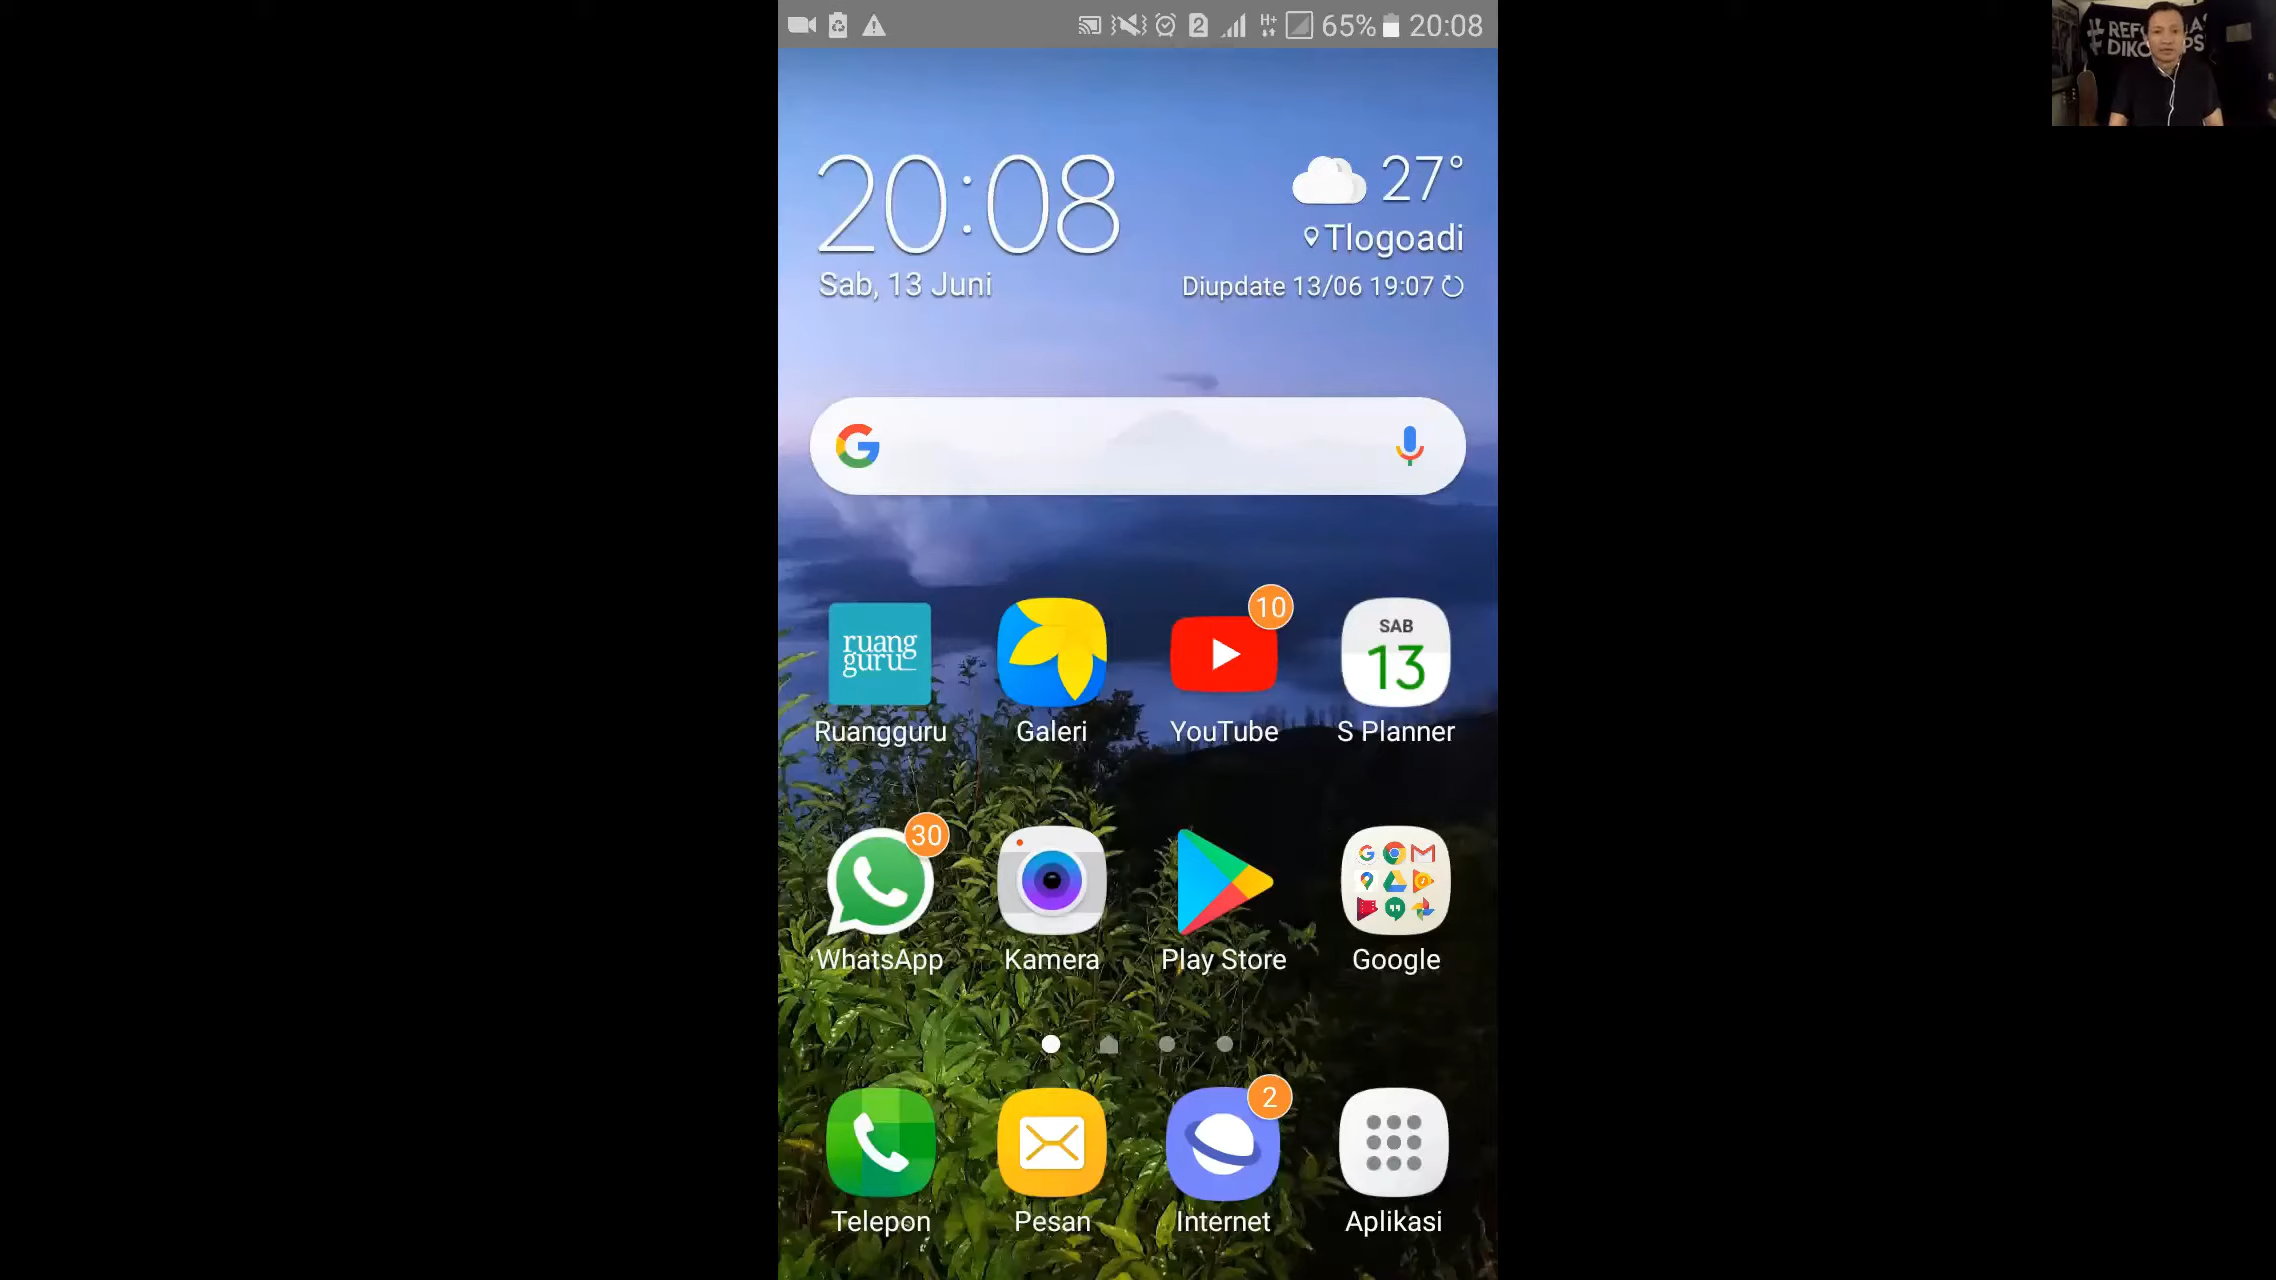 2
H+
65%
20:08
20:08
27°
Tlogoadi
Sab, 13 Juni
Diupdate 13/06 19:07
G
ruang
guru
10
SAB
13
Ruangguru
Galeri
YouTube
S Planner
30
WhatsApp
Kamera
Play Store
Google
2
Telepon
Pesan
Internet
Aplikasi